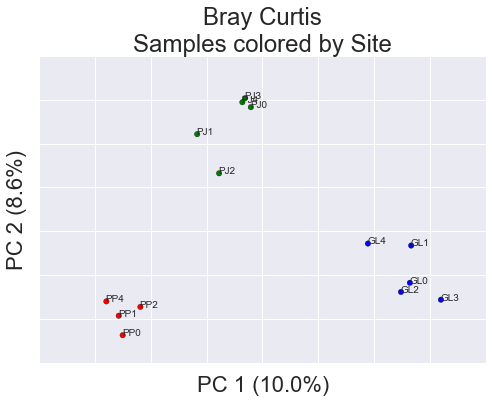 Bray Curtis
Samples colored by Site
PC 2 (8.6%)
PJ3
PJ0
PJ1
PJ2
GL4
GL1
GL0
GL2
GL3
PP4
PP2
PP1
PP0
PC 1 (10.0%)